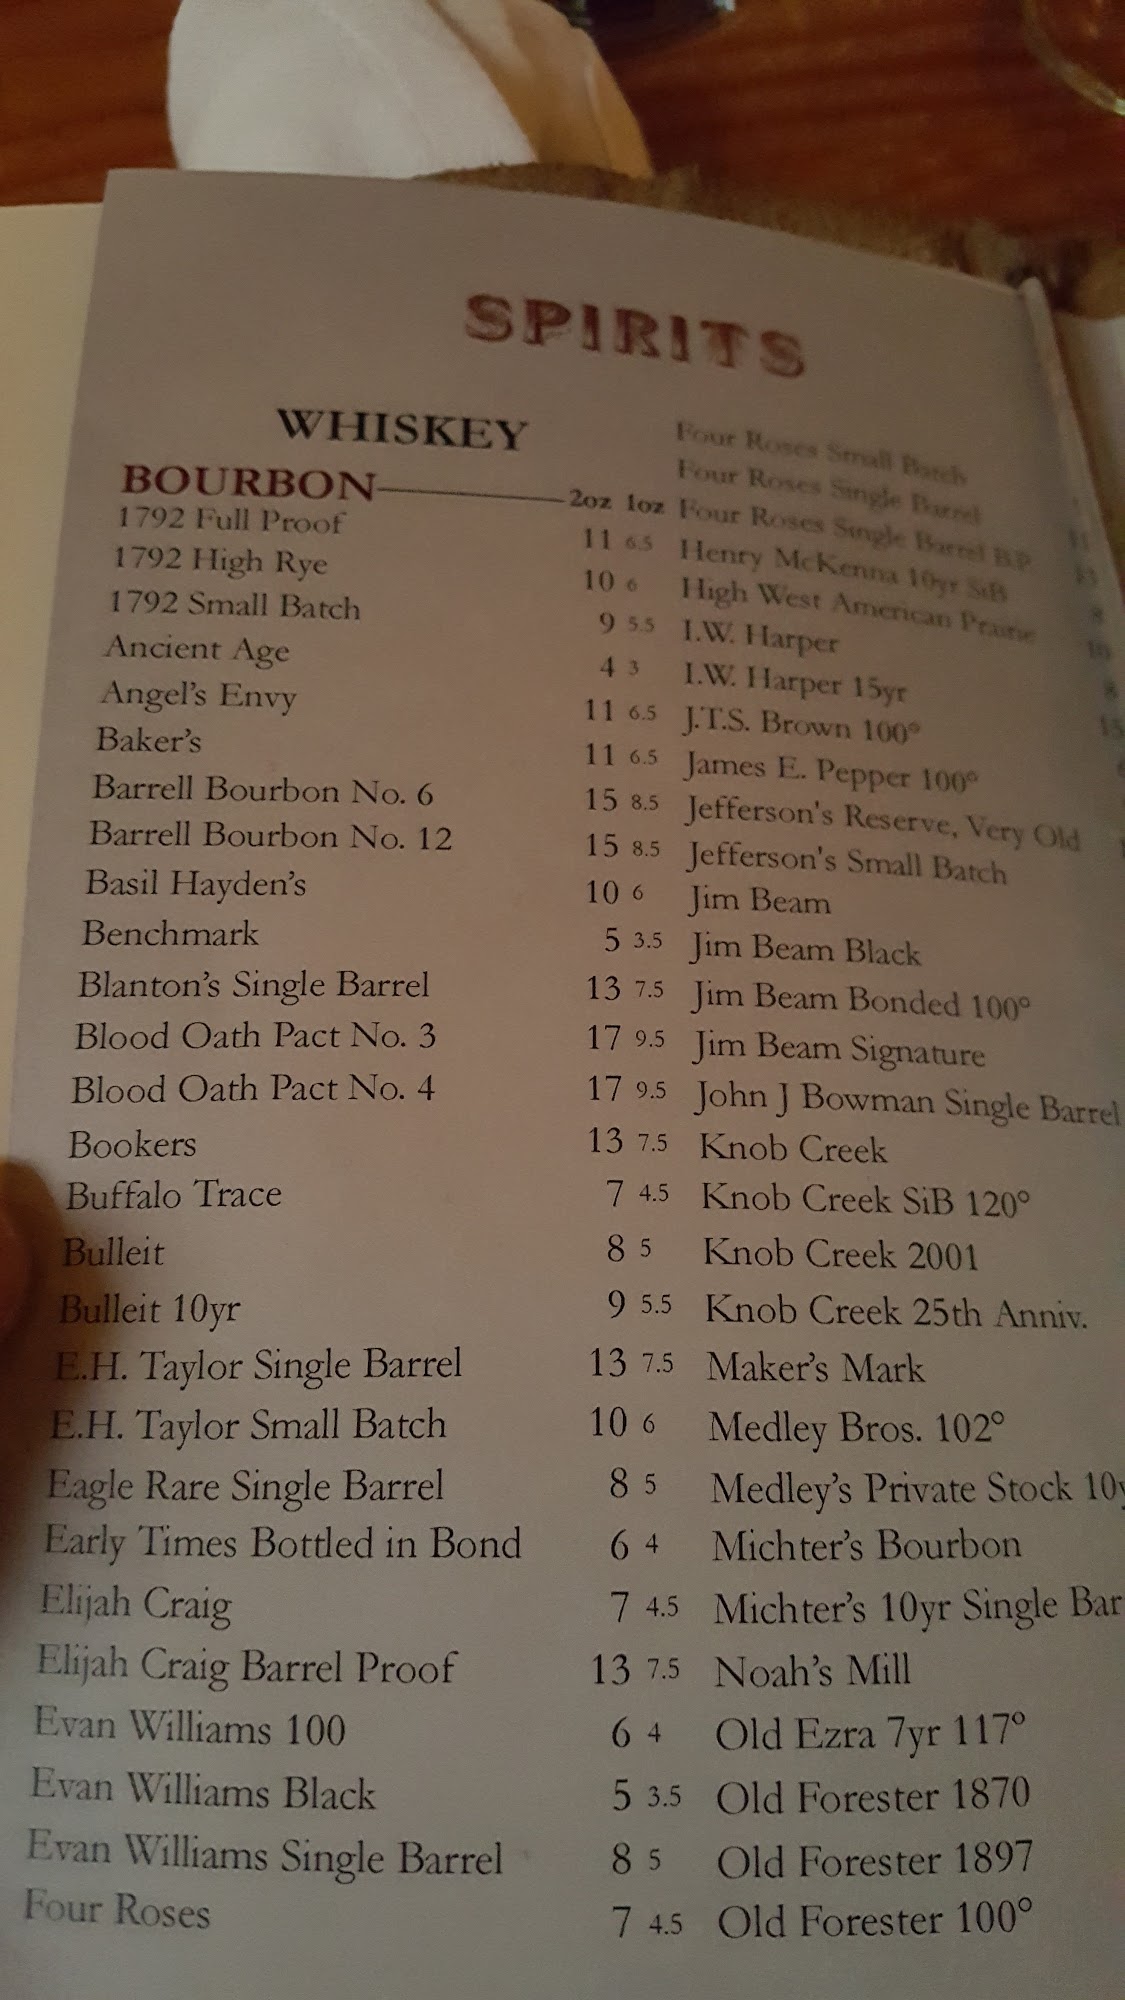 SPIRITS
WHISKEY
BOURBON 2oz 1oz
1792 Full Proof 11 6.5
1792 High Rye 10 6
1792 Small Batch 9 5.5
Ancient Age 4 3
Angel's Envy 11 6.5
Baker's 11 6.5
Barrell Bourbon No. 6 15 8.5
Barrell Bourbon No. 12 15 8.5
Basil Hayden's 10 6
Benchmark 5 3.5
Blanton's Single Barrel 13 7.5
Blood Oath Pact No. 3 17 9.5
Blood Oath Pact No. 4 17 9.5
Bookers 13 7.5
Buffalo Trace 7 4.5
Bulleit 8 5
Bulleit 10yr 9 5.5
E.H. Taylor Single Barrel 13 7.5
E.H. Taylor Small Batch 10 6
Eagle Rare Single Barrel 8 5
Early Times Bottled in Bond 6 4
Elijah Craig 7 4.5
Elijah Craig Barrel Proof 13 7.5
Evan Williams 100 6 4
Evan Williams Black 5 3.5
Evan Williams Single Barrel 8 5
Four Roses 7 4.5
Four Roses Small Batch
Four Roses Single Barrel
Four Roses Single Barrel B.P.
Henry McKenna 10yr SiB
High West American Prairie
I.W. Harper
I.W. Harper 15yr
J.T.S. Brown 100°
James E. Pepper 100°
Jefferson's Reserve, Very Old
Jefferson's Small Batch
Jim Beam
Jim Beam Black
Jim Beam Bonded 100°
Jim Beam Signature
John J Bowman Single Barrel
Knob Creek
Knob Creek SiB 120°
Knob Creek 2001
Knob Creek 25th Anniv.
Maker's Mark
Medley Bros. 102°
Medley's Private Stock 10y
Michter's Bourbon
Michter's 10yr Single Bar
Noah's Mill
Old Ezra 7yr 117°
Old Forester 1870
Old Forester 1897
Old Forester 100°